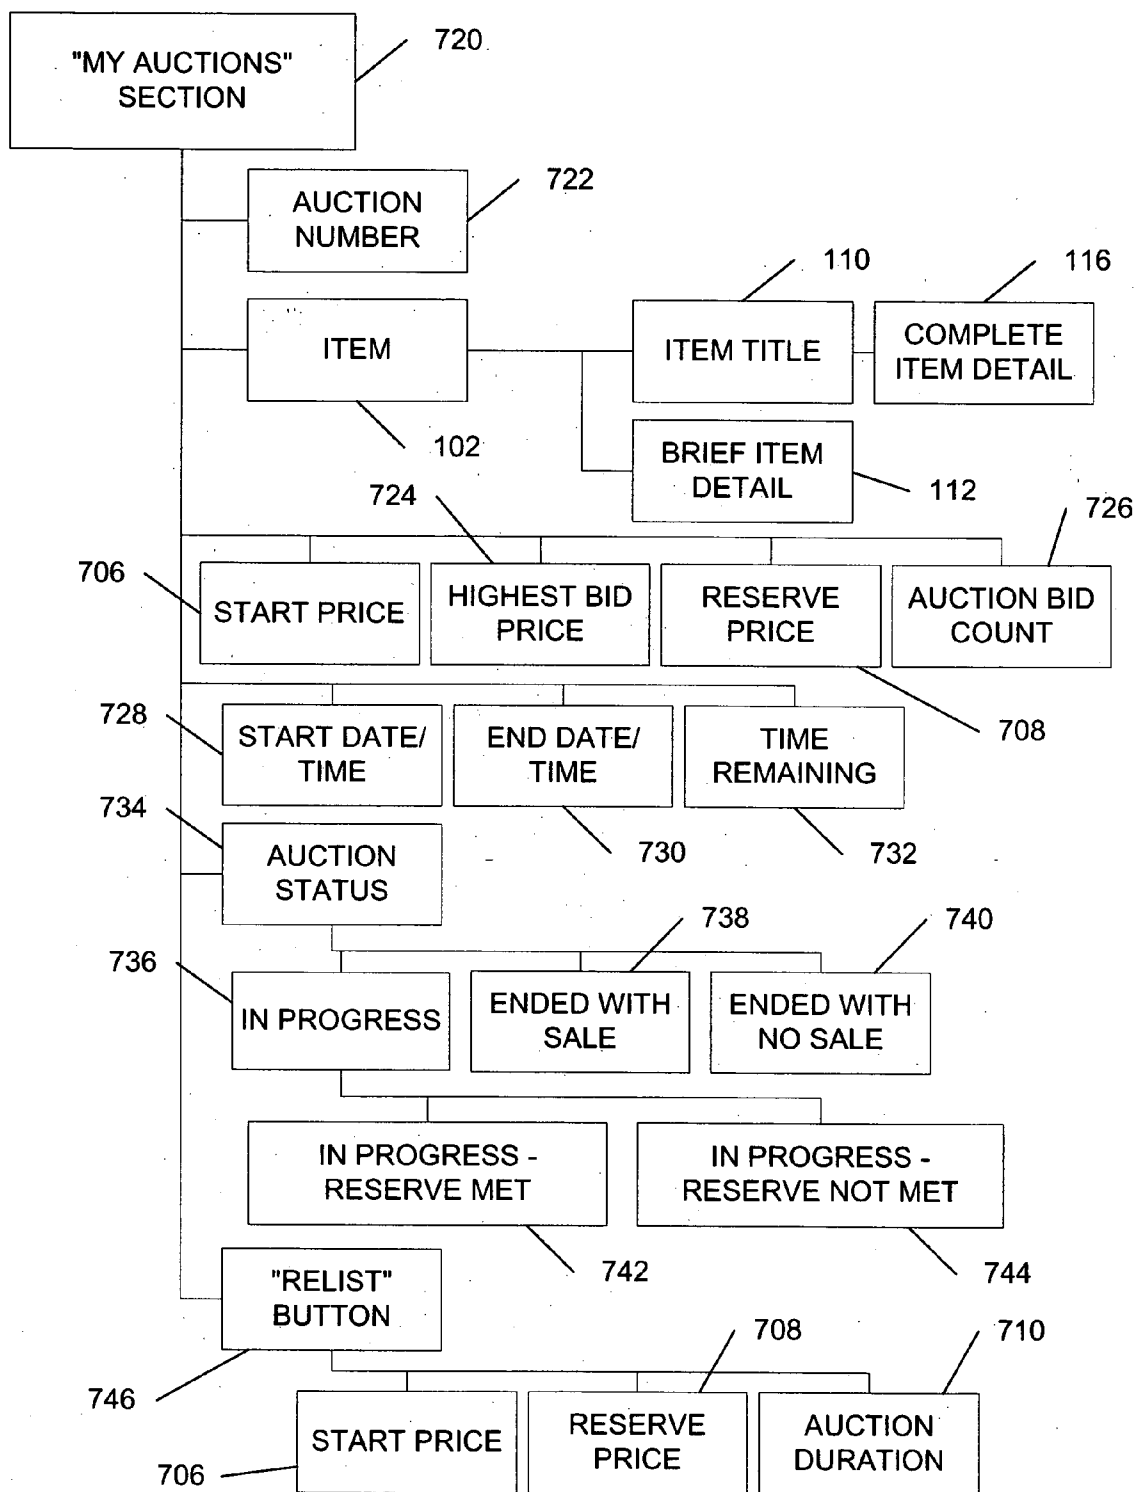 "MY AUCTIONS"
SECTION
720
AUCTION
NUMBER
722
ITEM
102
ITEM TITLE
110
COMPLETE
ITEM DETAIL
116
BRIEF ITEM
DETAIL
112
706
START PRICE
724
HIGHEST BID
PRICE
RESERVE
PRICE
708
726
AUCTION BID
COUNT
728
START DATE/
TIME
END DATE/
TIME
730
TIME
REMAINING
732
734
AUCTION
STATUS
736
IN PROGRESS
738
ENDED WITH
SALE
740
ENDED WITH
NO SALE
IN PROGRESS -
RESERVE MET
742
IN PROGRESS -
RESERVE NOT MET
744
"RELIST"
BUTTON
746
START PRICE
706
708
RESERVE
PRICE
710
AUCTION
DURATION